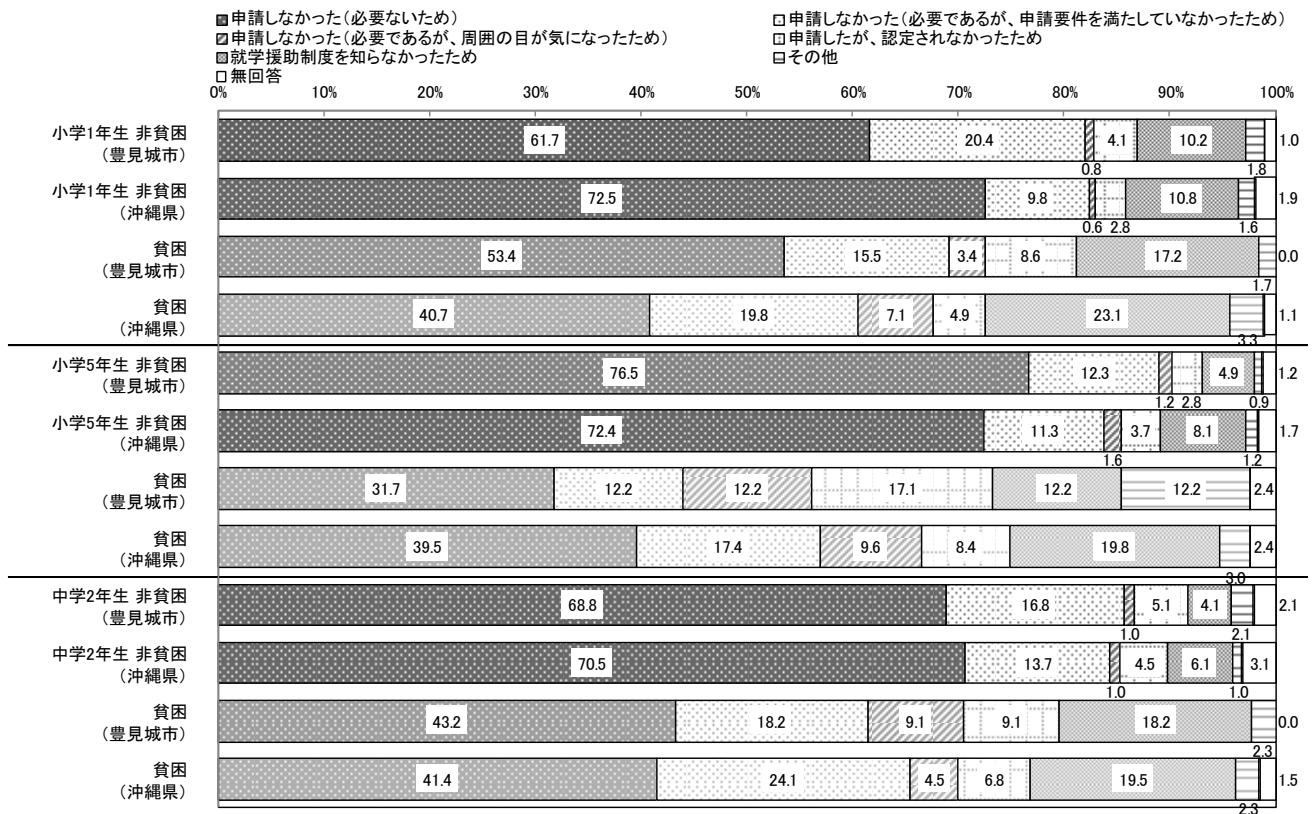 申請しなかった(必要ないため)
申請しなかった(必要であるが、申請要件を満たしていなかったため)
申請しなかった(必要であるが、周囲の目が気になったため)
申請したが、認定されなかったため
就学援助制度を知らなかったため
その他
無回答
0% 10% 20% 30% 40% 50% 60% 70% 80% 90% 100%
小学1年生 非貧困
(豊見城市)
61.7 20.4 0.8 4.1 10.2 1.8 1.0
小学1年生 非貧困
(沖縄県)
72.5 9.8 0.6 2.8 10.8 1.6 1.9
貧困
(豊見城市)
53.4 15.5 3.4 8.6 17.2 1.7 0.0
貧困
(沖縄県)
40.7 19.8 7.1 4.9 23.1 3.3 1.1
小学5年生 非貧困
(豊見城市)
76.5 12.3 1.2 2.8 4.9 0.9 1.2
小学5年生 非貧困
(沖縄県)
72.4 11.3 1.6 3.7 8.1 1.2 1.7
貧困
(豊見城市)
31.7 12.2 12.2 17.1 12.2 12.2 2.4
貧困
(沖縄県)
39.5 17.4 9.6 8.4 19.8 3.0 2.4
中学2年生 非貧困
(豊見城市)
68.8 16.8 1.0 5.1 4.1 2.1 2.1
中学2年生 非貧困
(沖縄県)
70.5 13.7 1.0 4.5 6.1 1.0 3.1
貧困
(豊見城市)
43.2 18.2 9.1 9.1 18.2 2.3 0.0
貧困
(沖縄県)
41.4 24.1 4.5 6.8 19.5 2.3 1.5